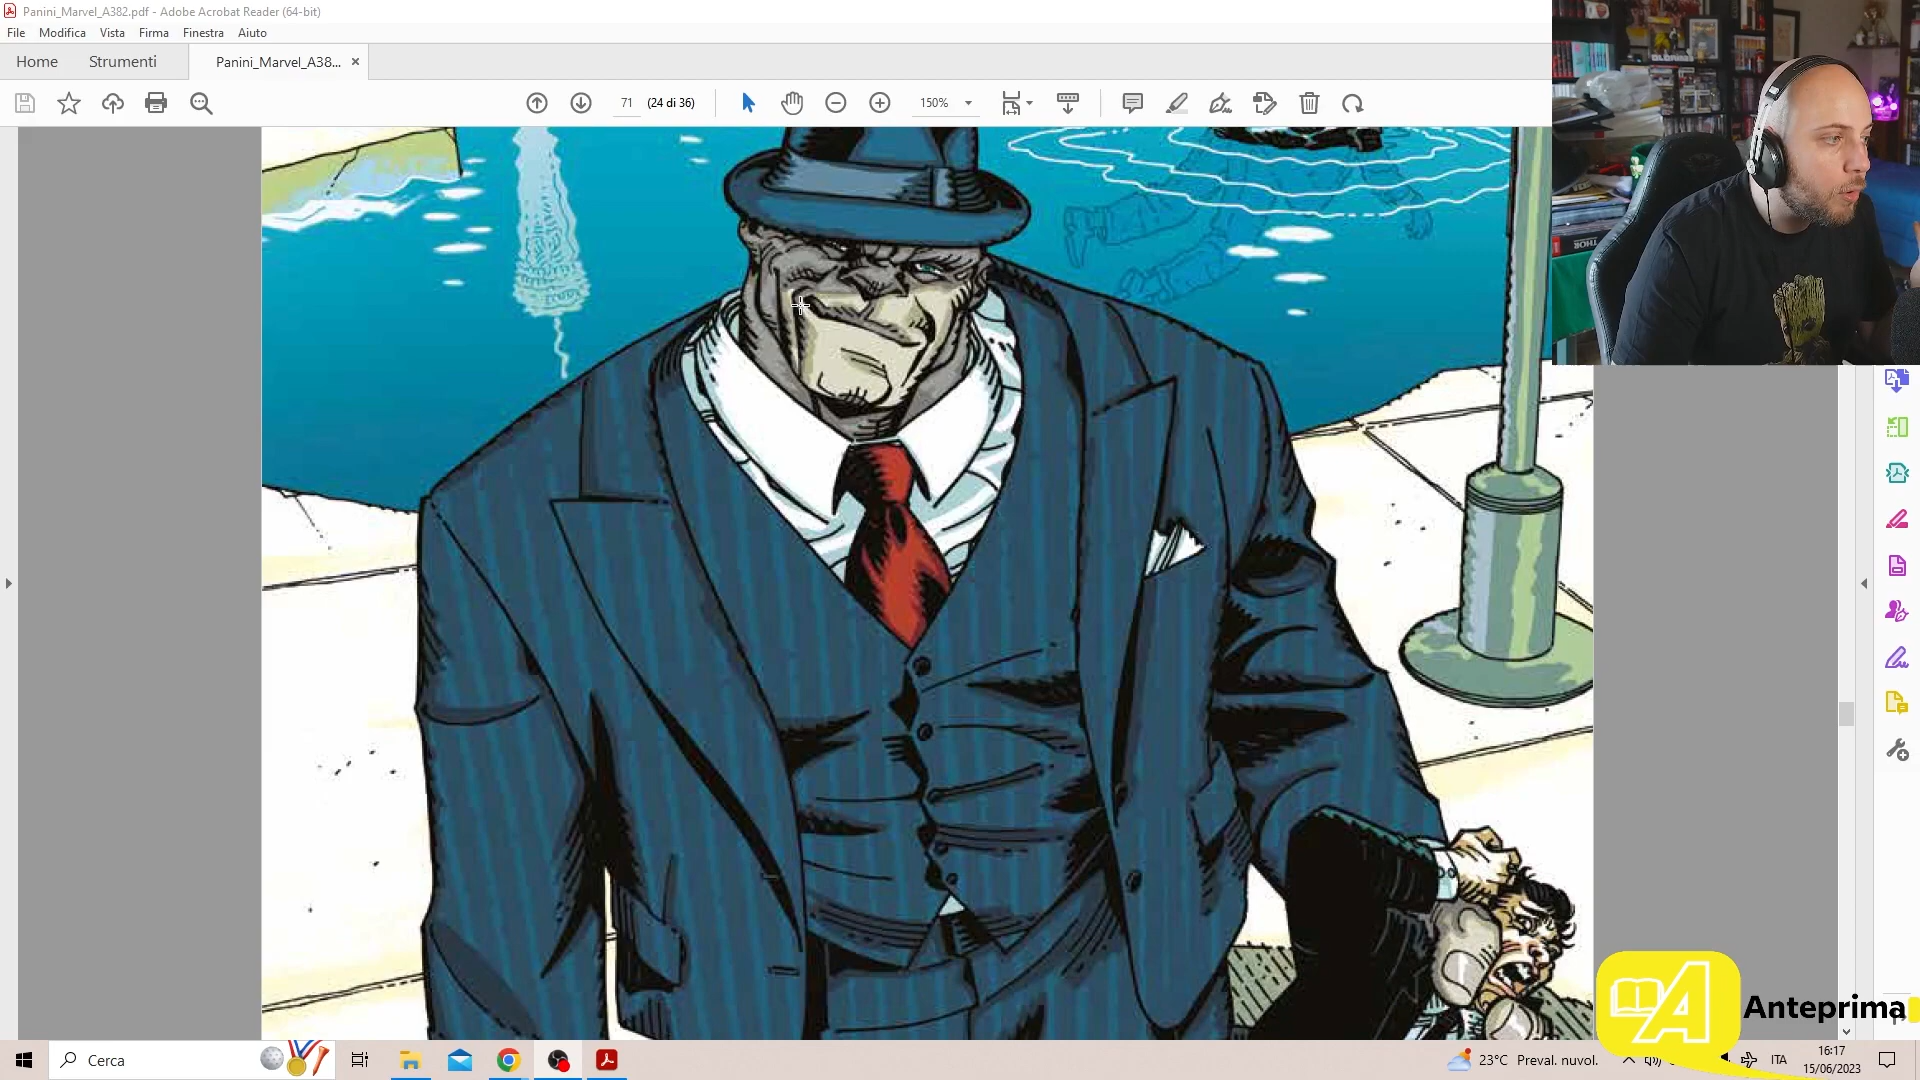 Panini_Marvel_A382.pdf - Adobe Acrobat Reader (64-bit)
File Modifica Vista Firma Finestra Aiuto
Home Strumenti Panini_Marvel_A38... ×
71 (24 di 36) 150%
THOR
A Anteprima
Cerca
23°C Preval. nuvol. ITA 16:17
15/06/2023